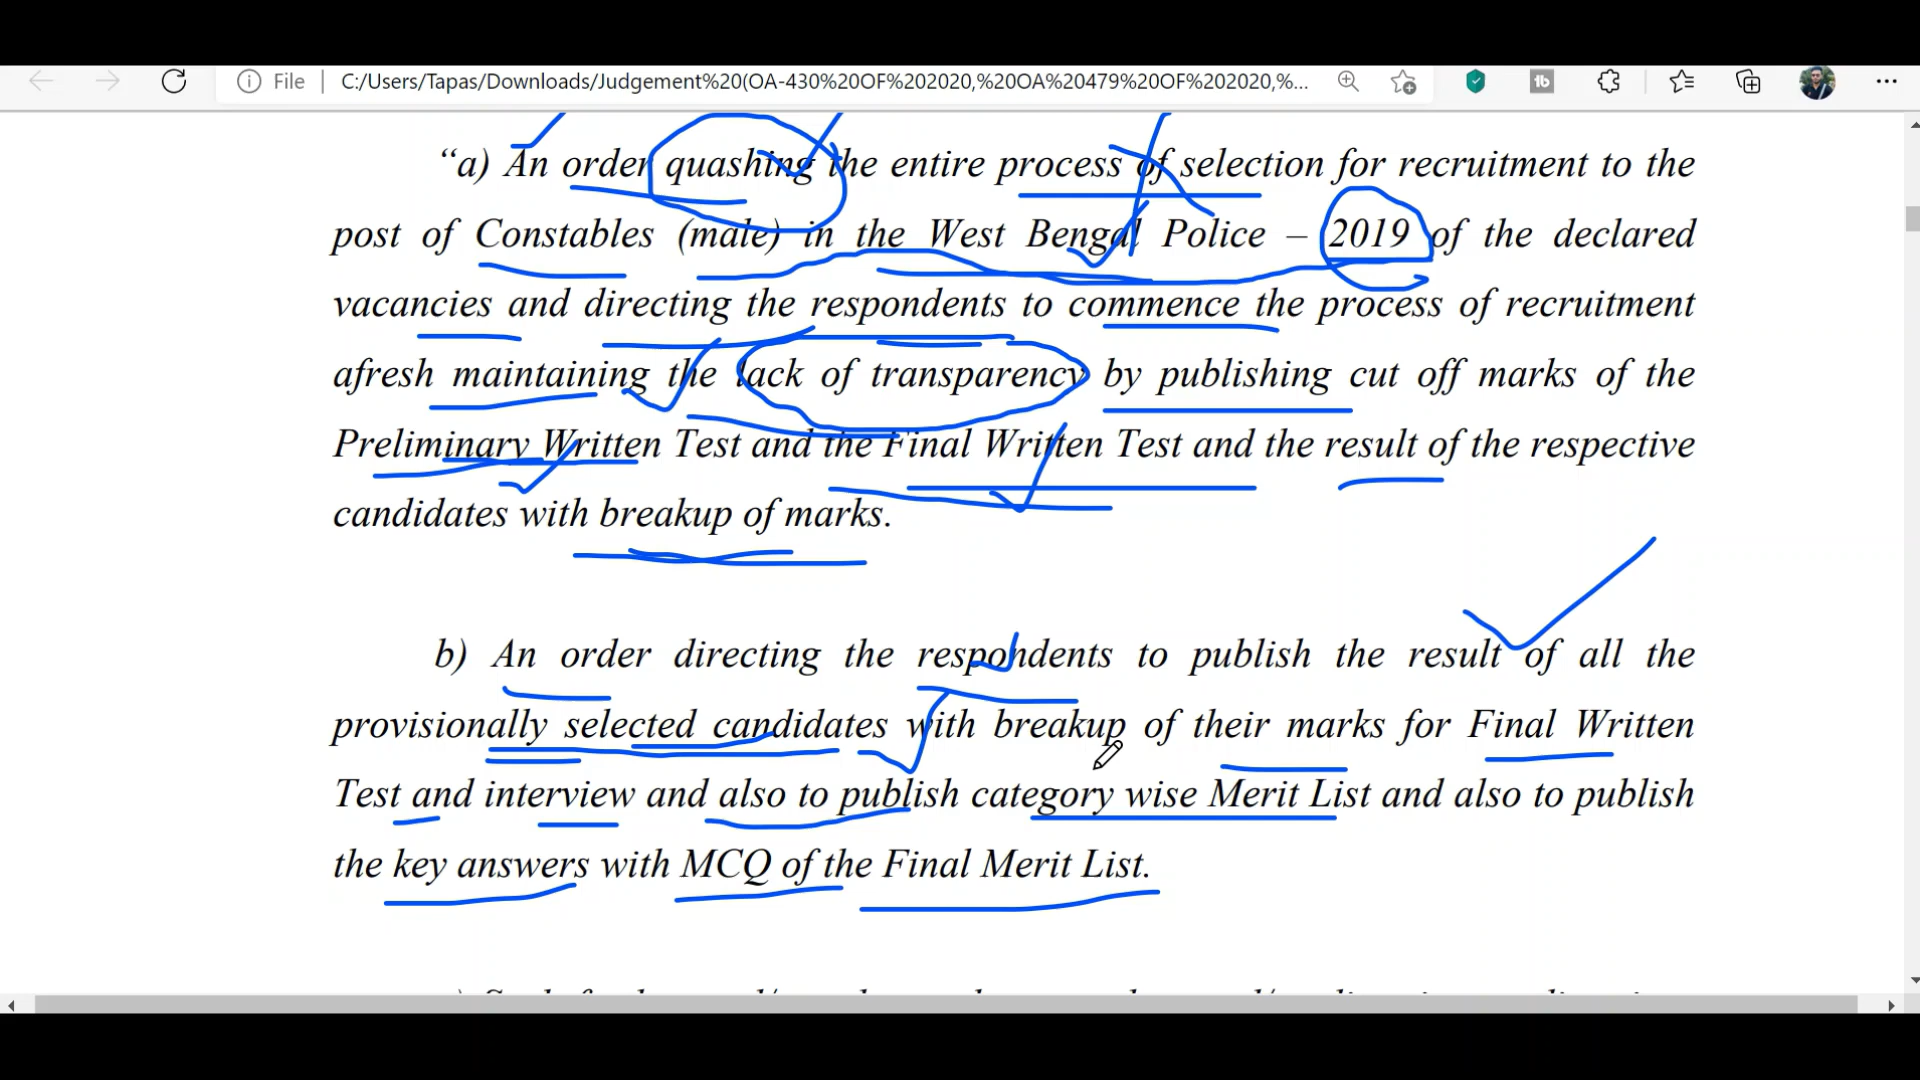 File
C:/Users/Tapas/Downloads/Judgement%20(OA-430%20OF%202020,%20OA%20479%20OF%202020,%...
“a) An order quashing the entire process of selection for recruitment to the
post of Constables (male) in the West Bengal Police – 2019 of the declared
vacancies and directing the respondents to commence the process of recruitment
afresh maintaining the lack of transparency by publishing cut off marks of the
Preliminary Written Test and the Final Written Test and the result of the respective
candidates with breakup of marks.
b) An order directing the respondents to publish the result of all the
provisionally selected candidates with breakup of their marks for Final Written
Test and interview and also to publish category wise Merit List and also to publish
the key answers with MCQ of the Final Merit List.